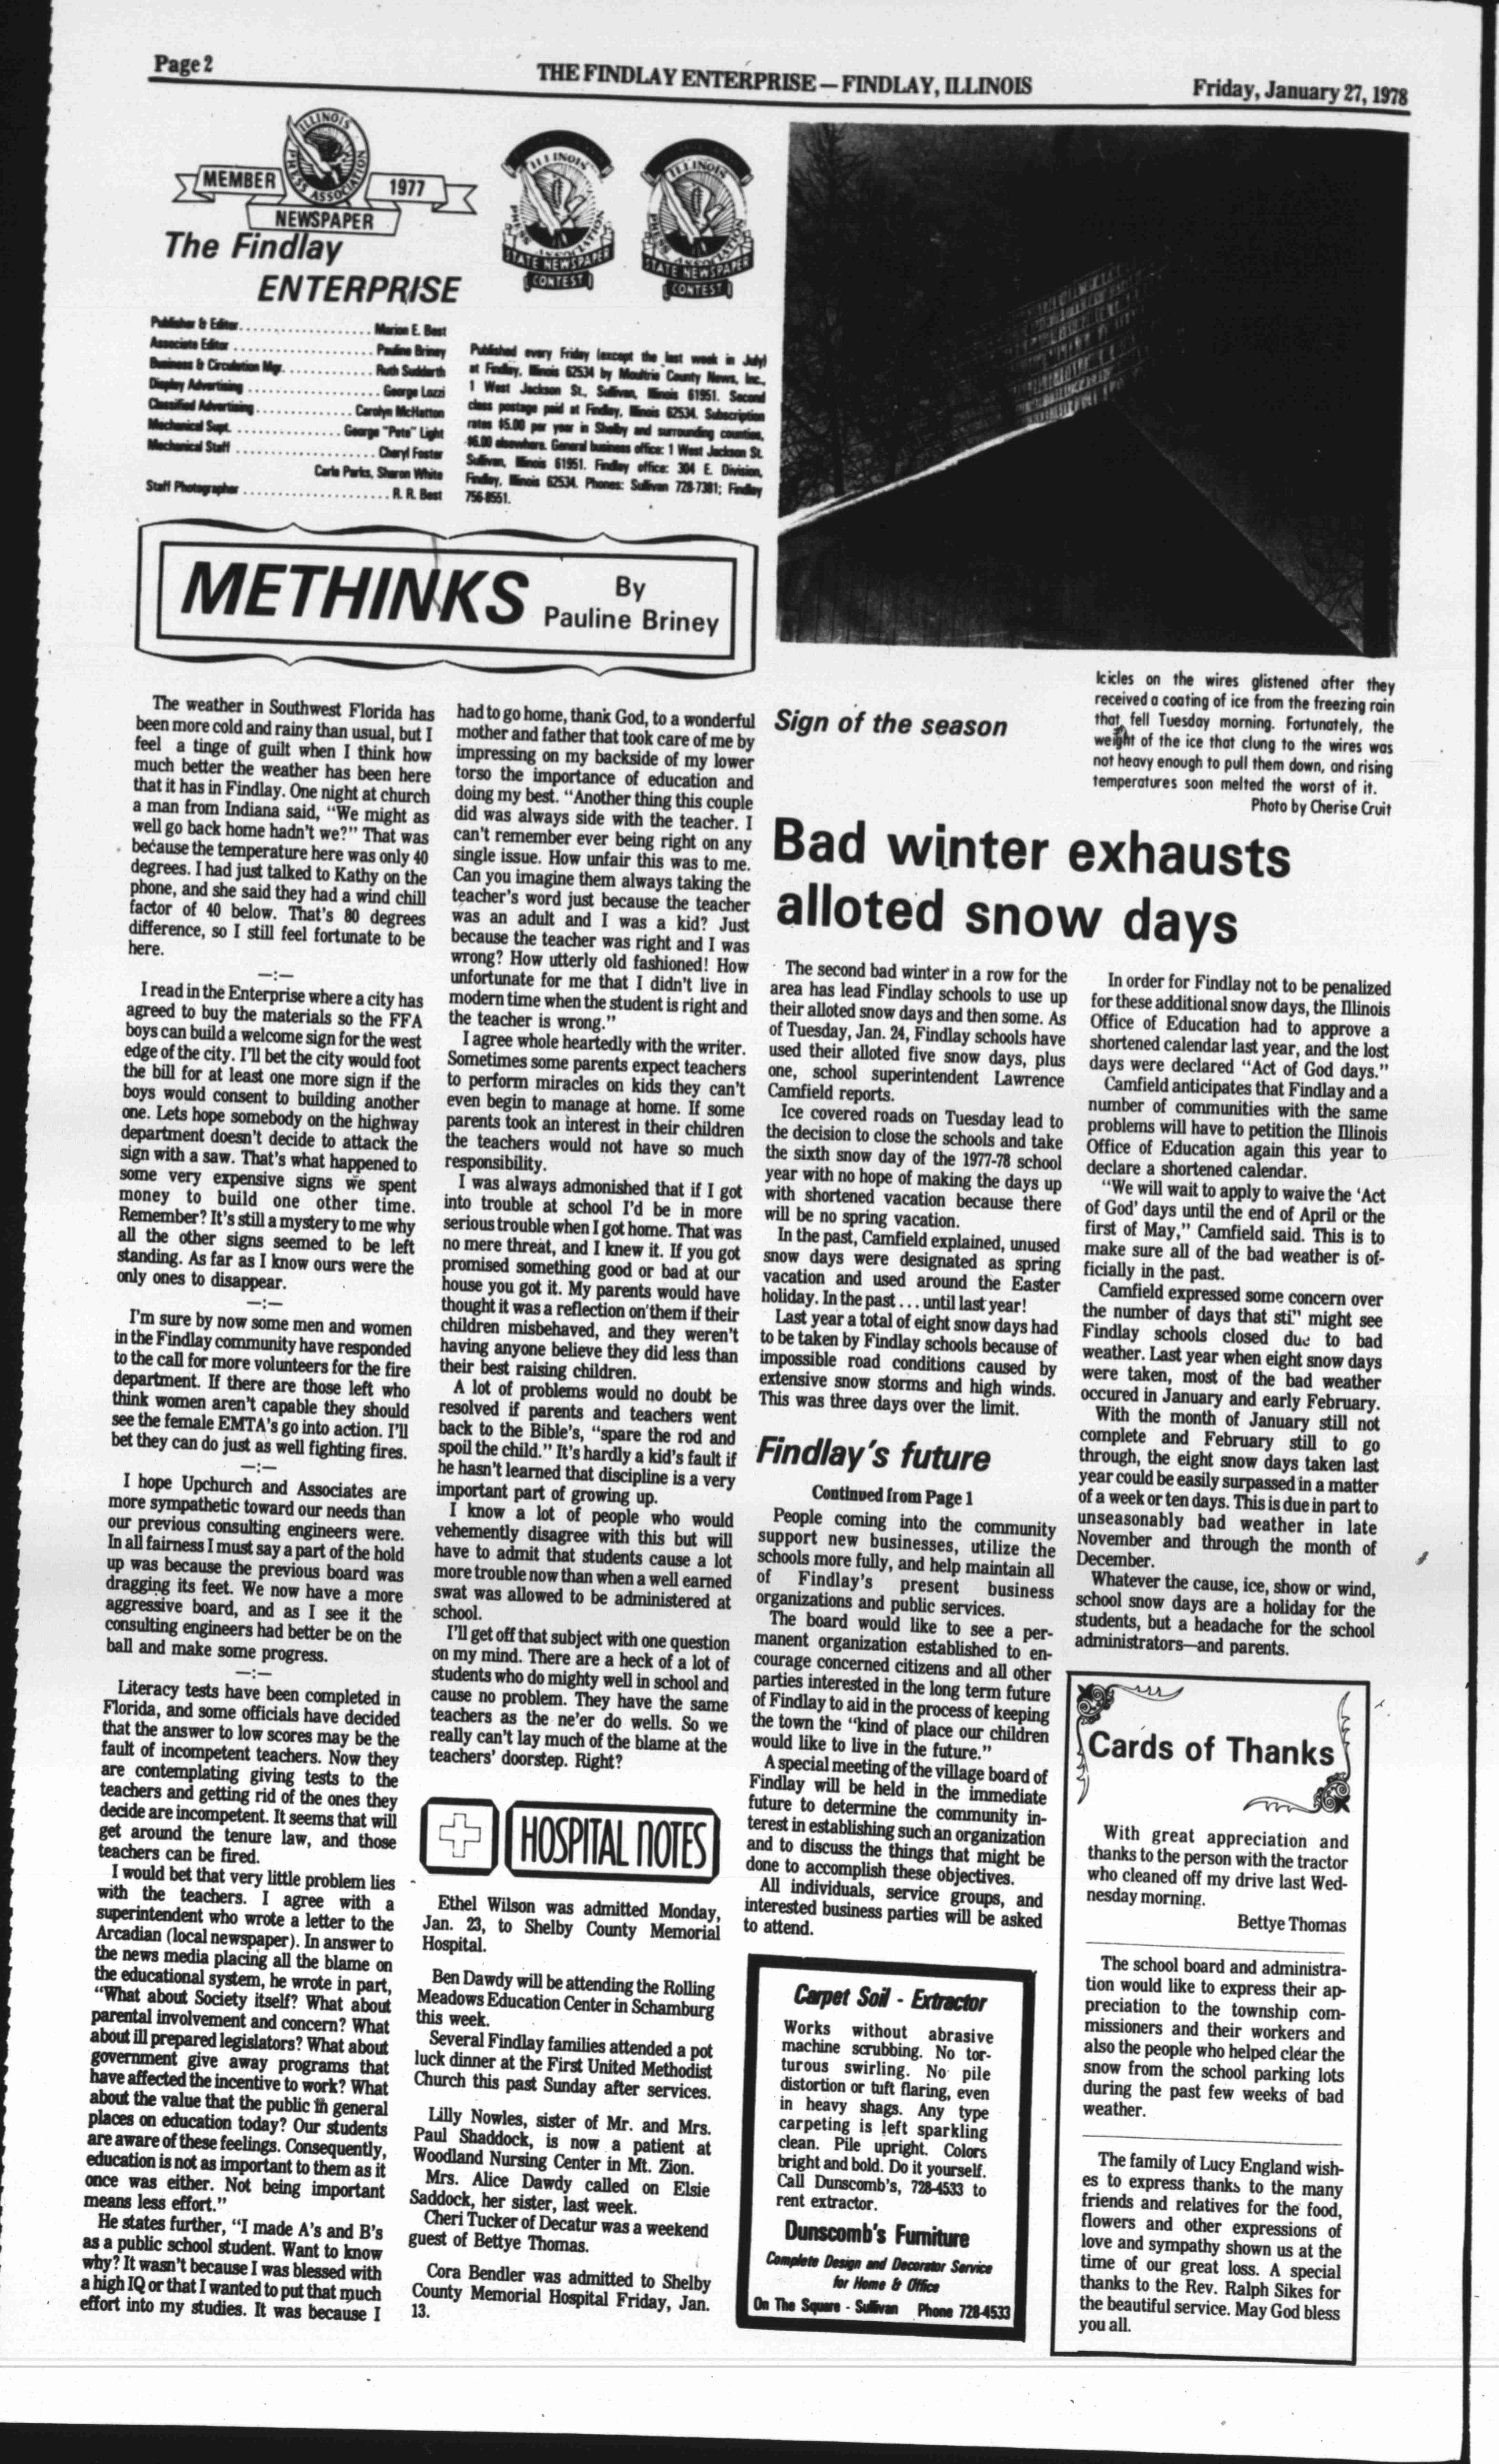 Page 2
THE FINDLAY ENTERPRISE — FINDLAY, ILLINOIS
Friday, January 27, 1978
ILLINOIS
PRESS ASSOCIATION
MEMBER
1977
NEWSPAPER
The Findlay
ENTERPRISE
ILLINOIS
PRESS ASSOCIATION
STATE NEWSPAPER
CONTEST
ILLINOIS
PRESS ASSOCIATION
STATE NEWSPAPER
CONTEST
Publisher & Editor.................. Marion E. Best
Associate Editor .................. Pauline Briney
Business & Circulation Mgr. ............ Ruth Suddarth
Display Advertising .................. George Lozzi
Classified Advertising............. Carolyn McHatton
Mechanical Supt. .............. George "Pete" Light
Mechanical Staff .................. Cheryl Foster
Carla Parks, Sharon White
Staff Photographer .................... R. R. Best
Published every Friday (except the last week in July)
at Findlay, Illinois 62534 by Moultrie County News, Inc.,
1 West Jackson St., Sullivan, Illinois 61951. Second
class postage paid at Findlay, Illinois 62534. Subscription
rates $5.00 per year in Shelby and surrounding counties,
$6.00 elsewhere. General business office: 1 West Jackson St.
Sullivan, Illinois 61951. Findlay office: 304 E. Division,
Findlay, Illinois 62534. Phones: Sullivan 728-7381; Findlay
756-8551.
METHINKS
By
Pauline Briney
The weather in Southwest Florida has
been more cold and rainy than usual, but I
feel a tinge of guilt when I think how
much better the weather has been here
that it has in Findlay. One night at church
a man from Indiana said, "We might as
well go back home hadn't we?" That was
because the temperature here was only 40
degrees. I had just talked to Kathy on the
phone, and she said they had a wind chill
factor of 40 below. That's 80 degrees
difference, so I still feel fortunate to be
here.
—:—
I read in the Enterprise where a city has
agreed to buy the materials so the FFA
boys can build a welcome sign for the west
edge of the city. I'll bet the city would foot
the bill for at least one more sign if the
boys would consent to building another
one. Lets hope somebody on the highway
department doesn't decide to attack the
sign with a saw. That's what happened to
some very expensive signs we spent
money to build one other time.
Remember? It's still a mystery to me why
all the other signs seemed to be left
standing. As far as I know ours were the
only ones to disappear.
—:—
I'm sure by now some men and women
in the Findlay community have responded
to the call for more volunteers for the fire
department. If there are those left who
think women aren't capable they should
see the female EMTA's go into action. I'll
bet they can do just as well fighting fires.
—:—
I hope Upchurch and Associates are
more sympathetic toward our needs than
our previous consulting engineers were.
In all fairness I must say a part of the hold
up was because the previous board was
dragging its feet. We now have a more
aggressive board, and as I see it the
consulting engineers had better be on the
ball and make some progress.
—:—
Literacy tests have been completed in
Florida, and some officials have decided
that the answer to low scores may be the
fault of incompetent teachers. Now they
are contemplating giving tests to the
teachers and getting rid of the ones they
decide are incompetent. It seems that will
get around the tenure law, and those
teachers can be fired.
I would bet that very little problem lies
with the teachers. I agree with a
superintendent who wrote a letter to the
Arcadian (local newspaper). In answer to
the news media placing all the blame on
the educational system, he wrote in part,
"What about Society itself? What about
parental involvement and concern? What
about ill prepared legislators? What about
government give away programs that
have affected the incentive to work? What
about the value that the public in general
places on education today? Our students
are aware of these feelings. Consequently,
education is not as important to them as it
once was either. Not being important
means less effort."
He states further, "I made A's and B's
as a public school student. Want to know
why? It wasn't because I was blessed with
a high IQ or that I wanted to put that much
effort into my studies. It was because I
had to go home, thank God, to a wonderful
mother and father that took care of me by
impressing on my backside of my lower
torso the importance of education and
doing my best. "Another thing this couple
did was always side with the teacher. I
can't remember ever being right on any
single issue. How unfair this was to me.
Can you imagine them always taking the
teacher's word just because the teacher
was an adult and I was a kid? Just
because the teacher was right and I was
wrong? How utterly old fashioned! How
unfortunate for me that I didn't live in
modern time when the student is right and
the teacher is wrong."
I agree whole heartedly with the writer.
Sometimes some parents expect teachers
to perform miracles on kids they can't
even begin to manage at home. If some
parents took an interest in their children
the teachers would not have so much
responsibility.
I was always admonished that if I got
into trouble at school I'd be in more
serious trouble when I got home. That was
no mere threat, and I knew it. If you got
promised something good or bad at our
house you got it. My parents would have
thought it was a reflection on them if their
children misbehaved, and they weren't
having anyone believe they did less than
their best raising children.
A lot of problems would no doubt be
resolved if parents and teachers went
back to the Bible's, "spare the rod and
spoil the child." It's hardly a kid's fault if
he hasn't learned that discipline is a very
important part of growing up.
I know a lot of people who would
vehemently disagree with this but will
have to admit that students cause a lot
more trouble now than when a well earned
swat was allowed to be administered at
school.
I'll get off that subject with one question
on my mind. There are a heck of a lot of
students who do mighty well in school and
cause no problem. They have the same
teachers as the ne'er do wells. So we
really can't lay much of the blame at the
teachers' doorstep. Right?
HOSPITAL NOTES
Ethel Wilson was admitted Monday,
Jan. 23, to Shelby County Memorial
Hospital.
Ben Dawdy will be attending the Rolling
Meadows Education Center in Schamburg
this week.
Several Findlay families attended a pot
luck dinner at the First United Methodist
Church this past Sunday after services.
Lilly Nowles, sister of Mr. and Mrs.
Paul Shaddock, is now a patient at
Woodland Nursing Center in Mt. Zion.
Mrs. Alice Dawdy called on Elsie
Saddock, her sister, last week.
Cheri Tucker of Decatur was a weekend
guest of Bettye Thomas.
Cora Bendler was admitted to Shelby
County Memorial Hospital Friday, Jan.
13.
Sign of the season
Icicles on the wires glistened after they
received a coating of ice from the freezing rain
that fell Tuesday morning. Fortunately, the
weight of the ice that clung to the wires was
not heavy enough to pull them down, and rising
temperatures soon melted the worst of it.
Photo by Cherise Cruit
Bad winter exhausts
alloted snow days
The second bad winter in a row for the
area has lead Findlay schools to use up
their alloted snow days and then some. As
of Tuesday, Jan. 24, Findlay schools have
used their alloted five snow days, plus
one, school superintendent Lawrence
Camfield reports.
Ice covered roads on Tuesday lead to
the decision to close the schools and take
the sixth snow day of the 1977-78 school
year with no hope of making the days up
with shortened vacation because there
will be no spring vacation.
In the past, Camfield explained, unused
snow days were designated as spring
vacation and used around the Easter
holiday. In the past . . . until last year!
Last year a total of eight snow days had
to be taken by Findlay schools because of
impossible road conditions caused by
extensive snow storms and high winds.
This was three days over the limit.
In order for Findlay not to be penalized
for these additional snow days, the Illinois
Office of Education had to approve a
shortened calendar last year, and the lost
days were declared "Act of God days."
Camfield anticipates that Findlay and a
number of communities with the same
problems will have to petition the Illinois
Office of Education again this year to
declare a shortened calendar.
"We will wait to apply to waive the 'Act
of God' days until the end of April or the
first of May," Camfield said. This is to
make sure all of the bad weather is of-
ficially in the past.
Camfield expressed some concern over
the number of days that sti" might see
Findlay schools closed due to bad
weather. Last year when eight snow days
were taken, most of the bad weather
occured in January and early February.
With the month of January still not
complete and February still to go
through, the eight snow days taken last
year could be easily surpassed in a matter
of a week or ten days. This is due in part to
unseasonably bad weather in late
November and through the month of
December.
Whatever the cause, ice, show or wind,
school snow days are a holiday for the
students, but a headache for the school
administrators—and parents.
Findlay's future
Continued from Page 1
People coming into the community
support new businesses, utilize the
schools more fully, and help maintain all
of Findlay's present business
organizations and public services.
The board would like to see a per-
manent organization established to en-
courage concerned citizens and all other
parties interested in the long term future
of Findlay to aid in the process of keeping
the town the "kind of place our children
would like to live in the future."
A special meeting of the village board of
Findlay will be held in the immediate
future to determine the community in-
terest in establishing such an organization
and to discuss the things that might be
done to accomplish these objectives.
All individuals, service groups, and
interested business parties will be asked
to attend.
Carpet Soil - Extractor
Works without abrasive
machine scrubbing. No tor-
turous swirling. No pile
distortion or tuft flaring, even
in heavy shags. Any type
carpeting is left sparkling
clean. Pile upright. Colors
bright and bold. Do it yourself.
Call Dunscomb's, 728-4533 to
rent extractor.
Dunscomb's Furniture
Complete Design and Decorator Service
for Home & Office
On The Square - Sullivan Phone 728-4533
Cards of Thanks
With great appreciation and
thanks to the person with the tractor
who cleaned off my drive last Wed-
nesday morning.
Bettye Thomas
The school board and administra-
tion would like to express their ap-
preciation to the township com-
missioners and their workers and
also the people who helped clear the
snow from the school parking lots
during the past few weeks of bad
weather.
The family of Lucy England wish-
es to express thanks to the many
friends and relatives for the food,
flowers and other expressions of
love and sympathy shown us at the
time of our great loss. A special
thanks to the Rev. Ralph Sikes for
the beautiful service. May God bless
you all.